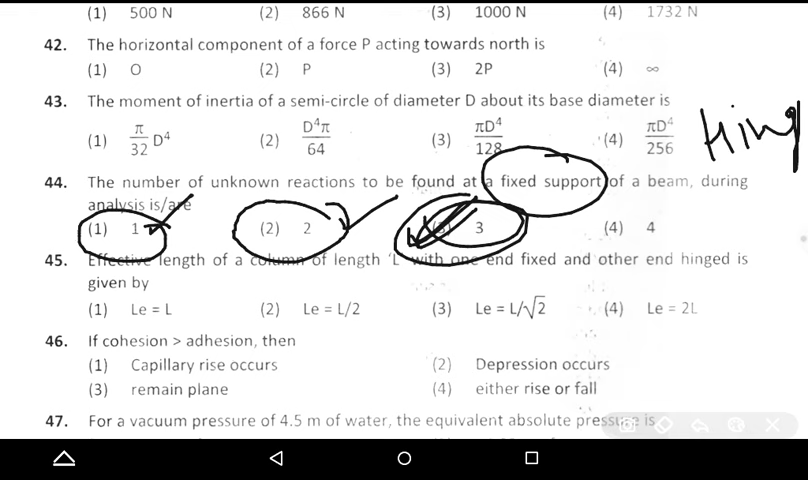 (1) 500 N (2) 866 N (3) 1000 N (4) 1732 N
42. The horizontal component of a force P acting towards north is
(1) O (2) P (3) 2P (4) ∞
43. The moment of inertia of a semi-circle of diameter D about its base diameter is
(1) π/32 D⁴ (2) D⁴π/64 (3) πD⁴/128 (4) πD⁴/256
Hing
44. The number of unknown reactions to be found at a fixed support of a beam, during
analysis is/are
(1) 1 (2) 2 (3) 3 (4) 4
45. Effective length of a column of length 'L' with one end fixed and other end hinged is
given by
(1) Le = L (2) Le = L/2 (3) Le = L/√2 (4) Le = 2L
46. If cohesion > adhesion, then
(1) Capillary rise occurs (2) Depression occurs
(3) remain plane (4) either rise or fall
47. For a vacuum pressure of 4.5 m of water, the equivalent absolute pressure is